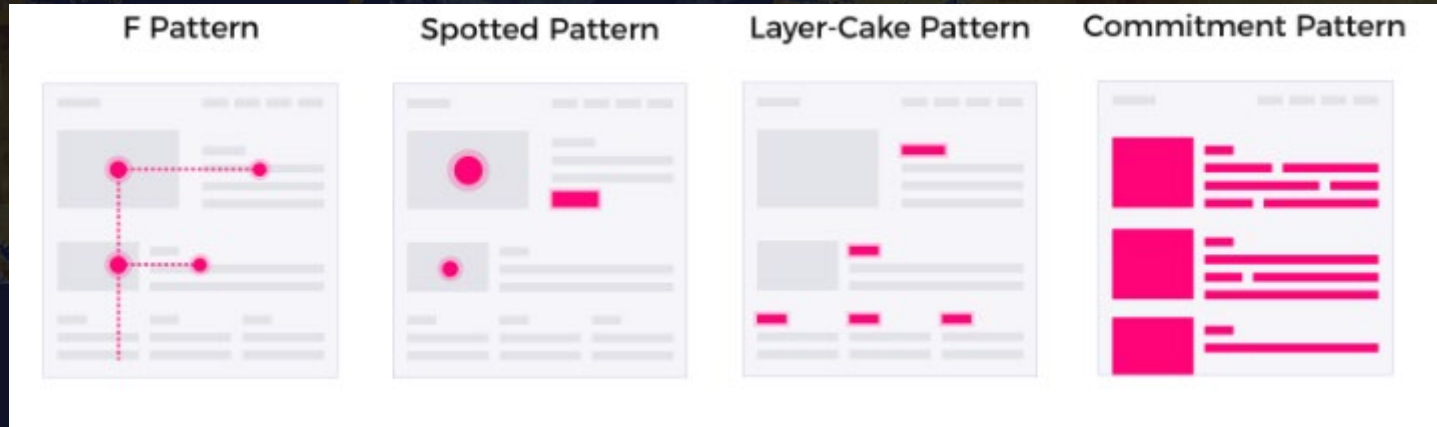 F Pattern
Spotted Pattern
Layer-Cake Pattern
Commitment Pattern